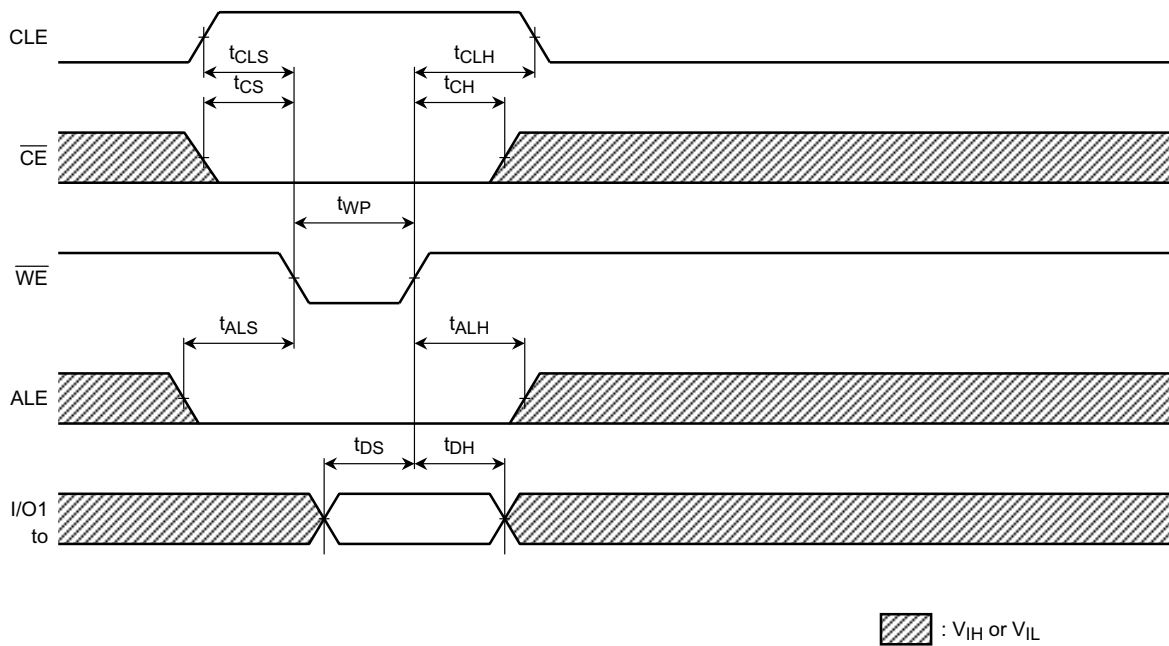 CLE
tCLS
tCLH
tCS
tCH
CE
tWP
WE
tALS
tALH
ALE
tDS
tDH
I/O1
to
: VIH or VIL